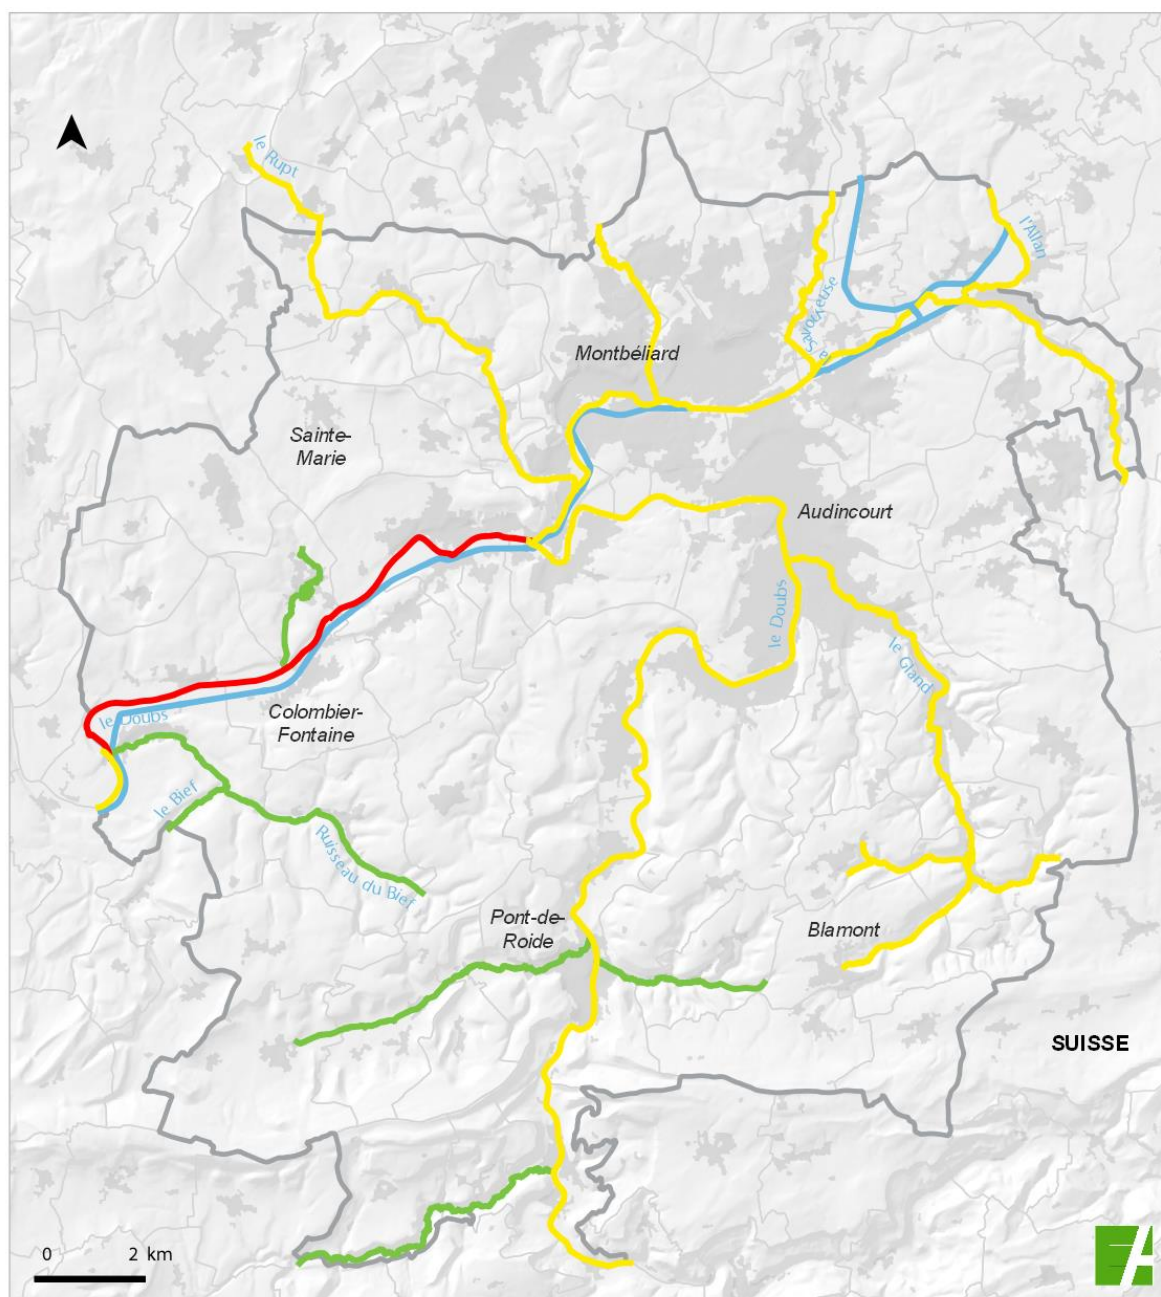 le Rupt
l'Allan
la Savoureuse
Montbéliard
Sainte-
Marie
Audincourt
le Doubs
le Gland
Colombier-
Fontaine
le Doubs
le Bief
Ruisseau du Bief
Pont-de-
Roide
Blamont
SUISSE
0 2 km